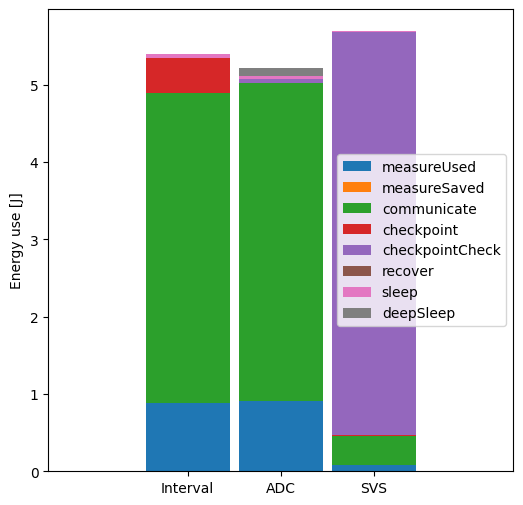 Energy use [J]
5
4
3
2
1
0
measureUsed
measureSaved
communicate
checkpoint
checkpointCheck
recover
sleep
deepSleep
Interval ADC SVS